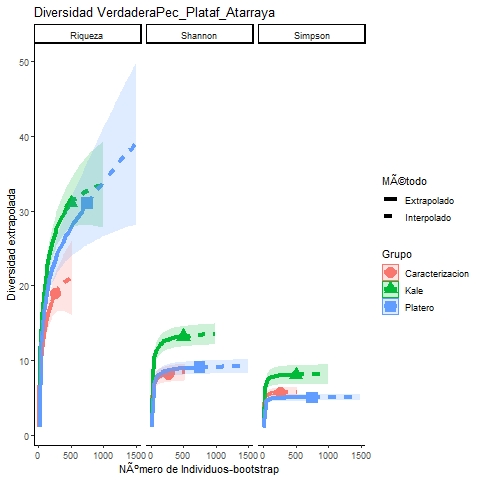 Diversidad VerdaderaPec_Plataf_Atarraya
Riqueza Shannon Simpson
50
40
30
20
10
0
Diversidad extrapolada
0 500 1000 1500 0 500 1000 1500 0 500 1000 1500
NÃºmero de Individuos-bootstrap
MÃ©todo
Extrapolado
Interpolado
Grupo
Caracterizacion
Kale
Platero